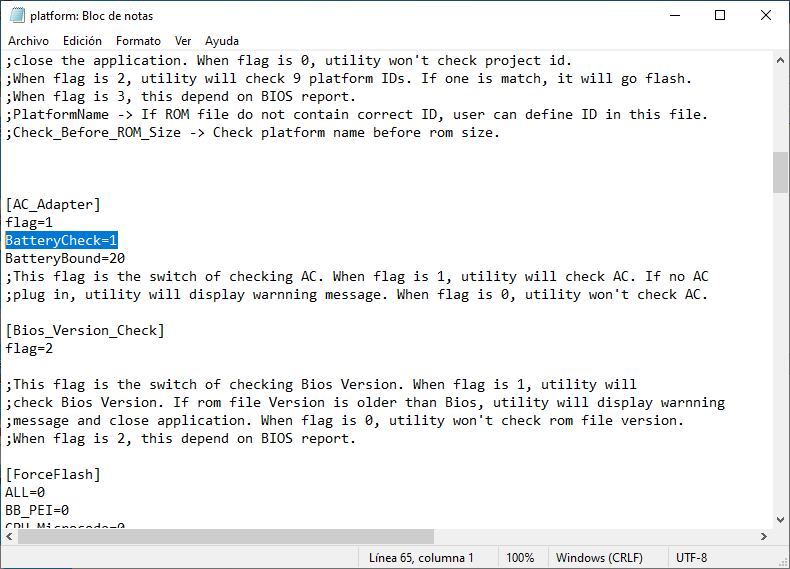 platform: Bloc de notas
Archivo Edición Formato Ver Ayuda
;close the application. When flag is 0, utility won't check project id.
;When flag is 2, utility will check 9 platform IDs. If one is match, it will go flash.
;When flag is 3, this depend on BIOS report.
;PlatformName -> If ROM file do not contain correct ID, user can define ID in this file.
;Check_Before_ROM_Size -> Check platform name before rom size.
[AC_Adapter]
flag=1
BatteryCheck=1
BatteryBound=20
;This flag is the switch of checking AC. When flag is 1, utility will check AC. If no AC
;plug in, utility will display warnning message. When flag is 0, utility won't check AC.
[Bios_Version_Check]
flag=2
;This flag is the switch of checking Bios Version. When flag is 1, utility will
;check Bios Version. If rom file Version is older than Bios, utility will display warnning
;message and close application. When flag is 0, utility won't check rom file version.
;When flag is 2, this depend on BIOS report.
[ForceFlash]
ALL=0
BB_PEI=0
CPU_Microcode=0
Línea 65, columna 1 100% Windows (CRLF) UTF-8